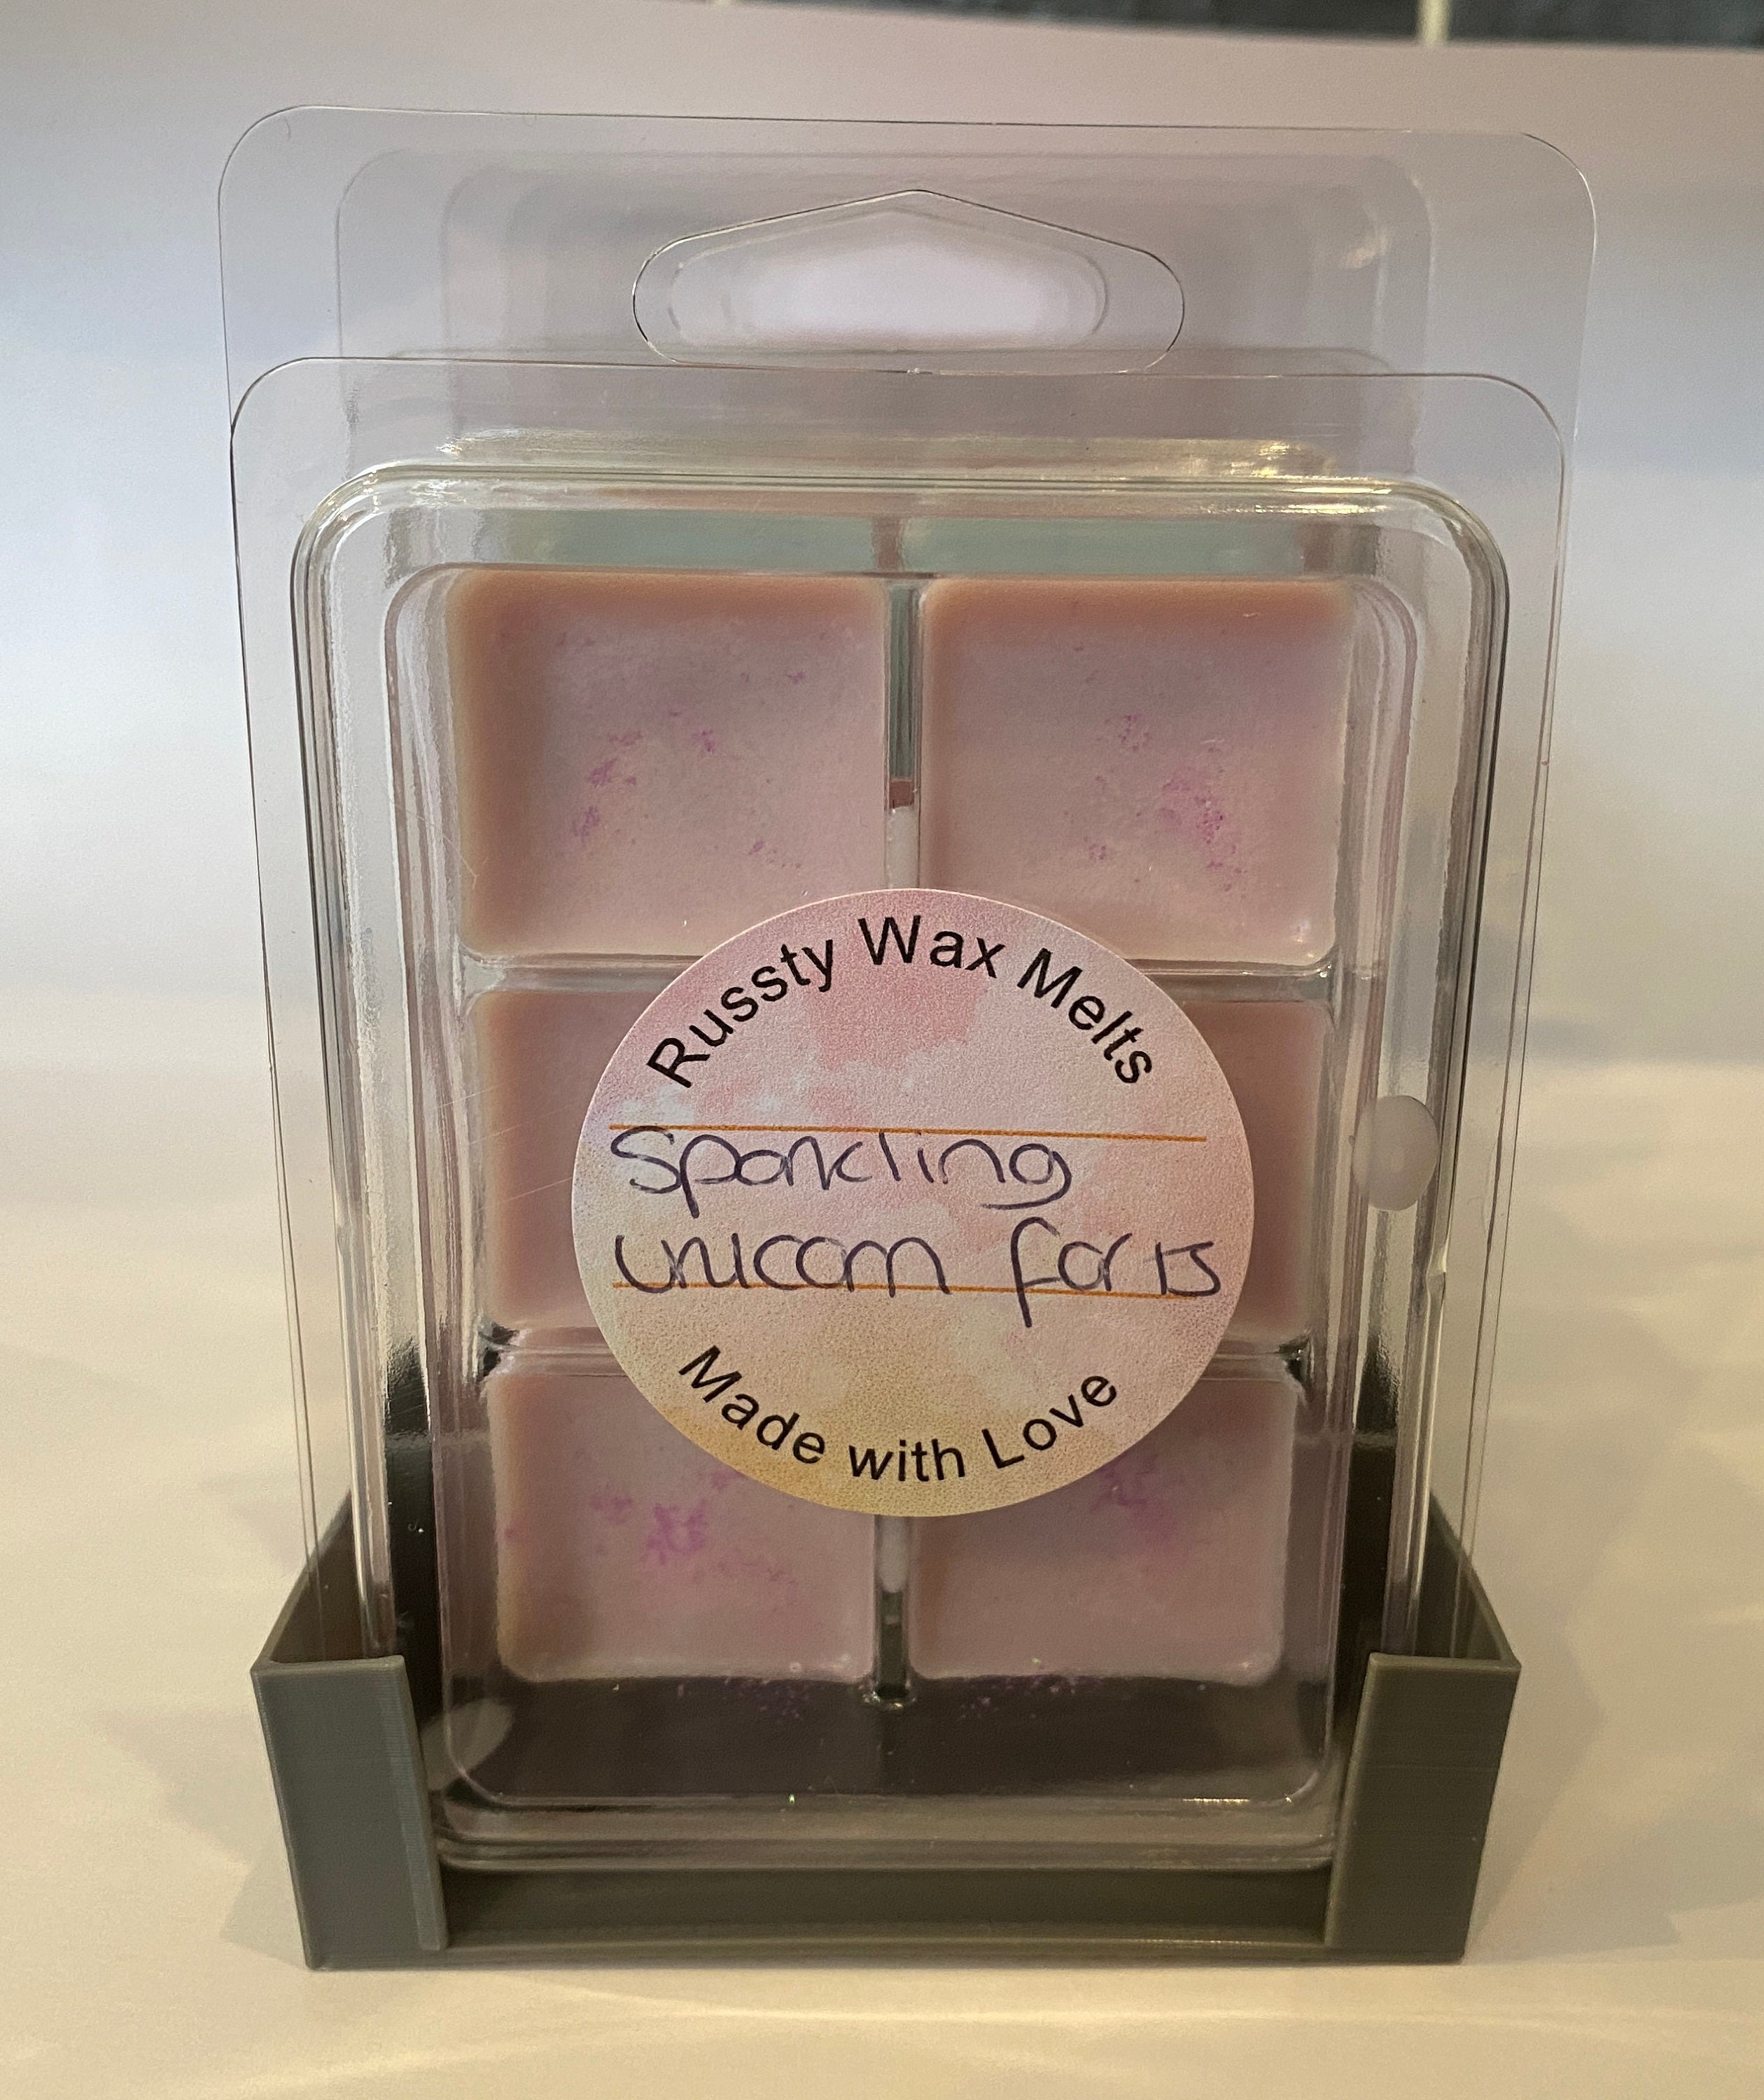 Russty Wax Melts
Sparkling
unicorn farts
Made with Love